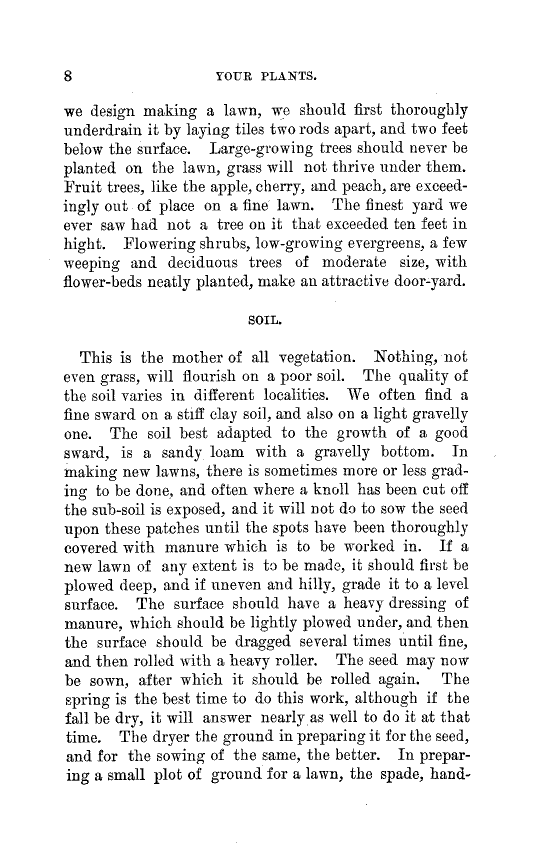 8 YOUR PLANTS.
we design making a lawn, we should first thoroughly
underdrain it by laying tiles two rods apart, and two feet
below the surface. Large-growing trees should never be
planted on the lawn, grass will not thrive under them.
Fruit trees, like the apple, cherry, and peach, are exceed-
ingly out of place on a fine lawn. The finest yard we
ever saw had not a tree on it that exceeded ten feet in
hight. Flowering shrubs, low-growing evergreens, a few
weeping and deciduous trees of moderate size, with
flower-beds neatly planted, make an attractive door-yard.
SOIL.
This is the mother of all vegetation. Nothing, not
even grass, will flourish on a poor soil. The quality of
the soil varies in different localities. We often find a
fine sward on a stiff clay soil, and also on a light gravelly
one. The soil best adapted to the growth of a good
sward, is a sandy loam with a gravelly bottom. In
making new lawns, there is sometimes more or less grad-
ing to be done, and often where a knoll has been cut off
the sub-soil is exposed, and it will not do to sow the seed
upon these patches until the spots have been thoroughly
covered with manure which is to be worked in. If a
new lawn of any extent is to be made, it should first be
plowed deep, and if uneven and hilly, grade it to a level
surface. The surface should have a heavy dressing of
manure, which should be lightly plowed under, and then
the surface should be dragged several times until fine,
and then rolled with a heavy roller. The seed may now
be sown, after which it should be rolled again. The
spring is the best time to do this work, although if the
fall be dry, it will answer nearly as well to do it at that
time. The dryer the ground in preparing it for the seed,
and for the sowing of the same, the better. In prepar-
ing a small plot of ground for a lawn, the spade, hand-